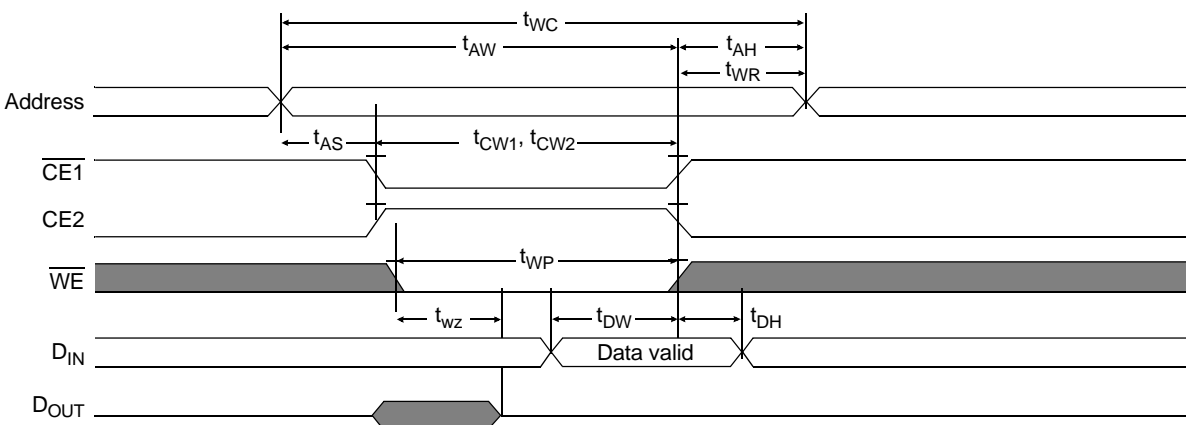 tWC
tAW tAH
tWR
Address
tAS tCW1, tCW2
CE1
CE2
tWP
WE
twz tDW tDH
DIN Data valid
DOUT